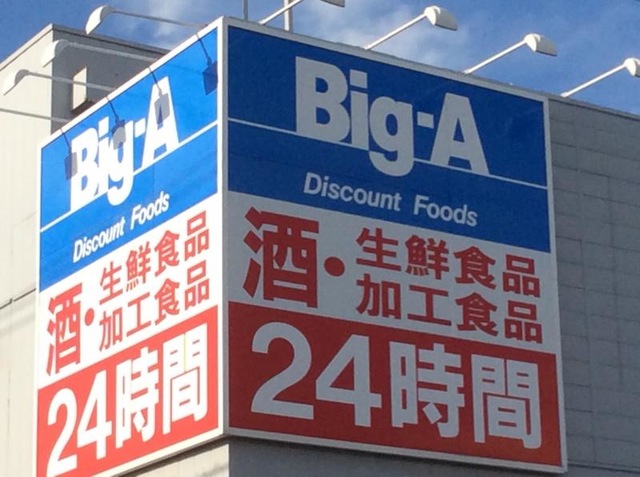 Big-A
Discount Foods
酒・生鮮食品
加工食品
24時間
Big-A
Discount Foods
酒・生鮮食品
加工食品
24時間